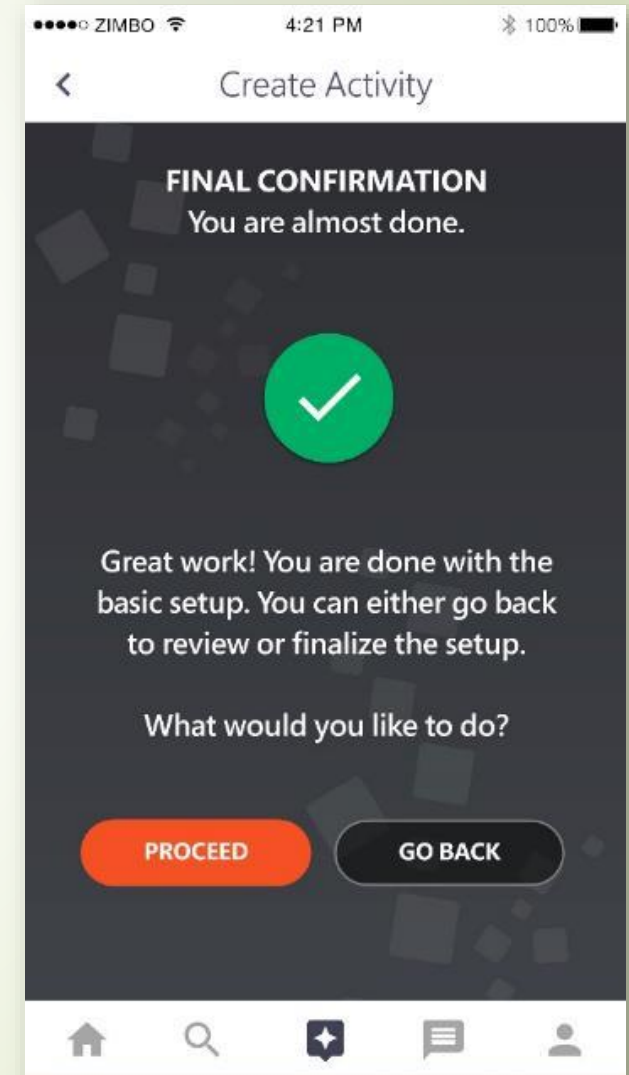 ZIMBO 4:21 PM 100%
Create Activity
FINAL CONFIRMATION
You are almost done.
Great work! You are done with the
basic setup. You can either go back
to review or finalize the setup.
What would you like to do?
PROCEED GO BACK